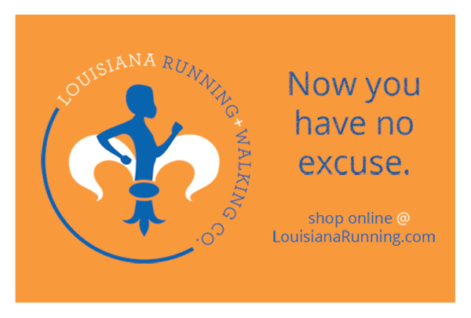 LOUISIANA RUNNING+WALKING CO.
Now you
have no
excuse.
shop online @
LouisianaRunning.com